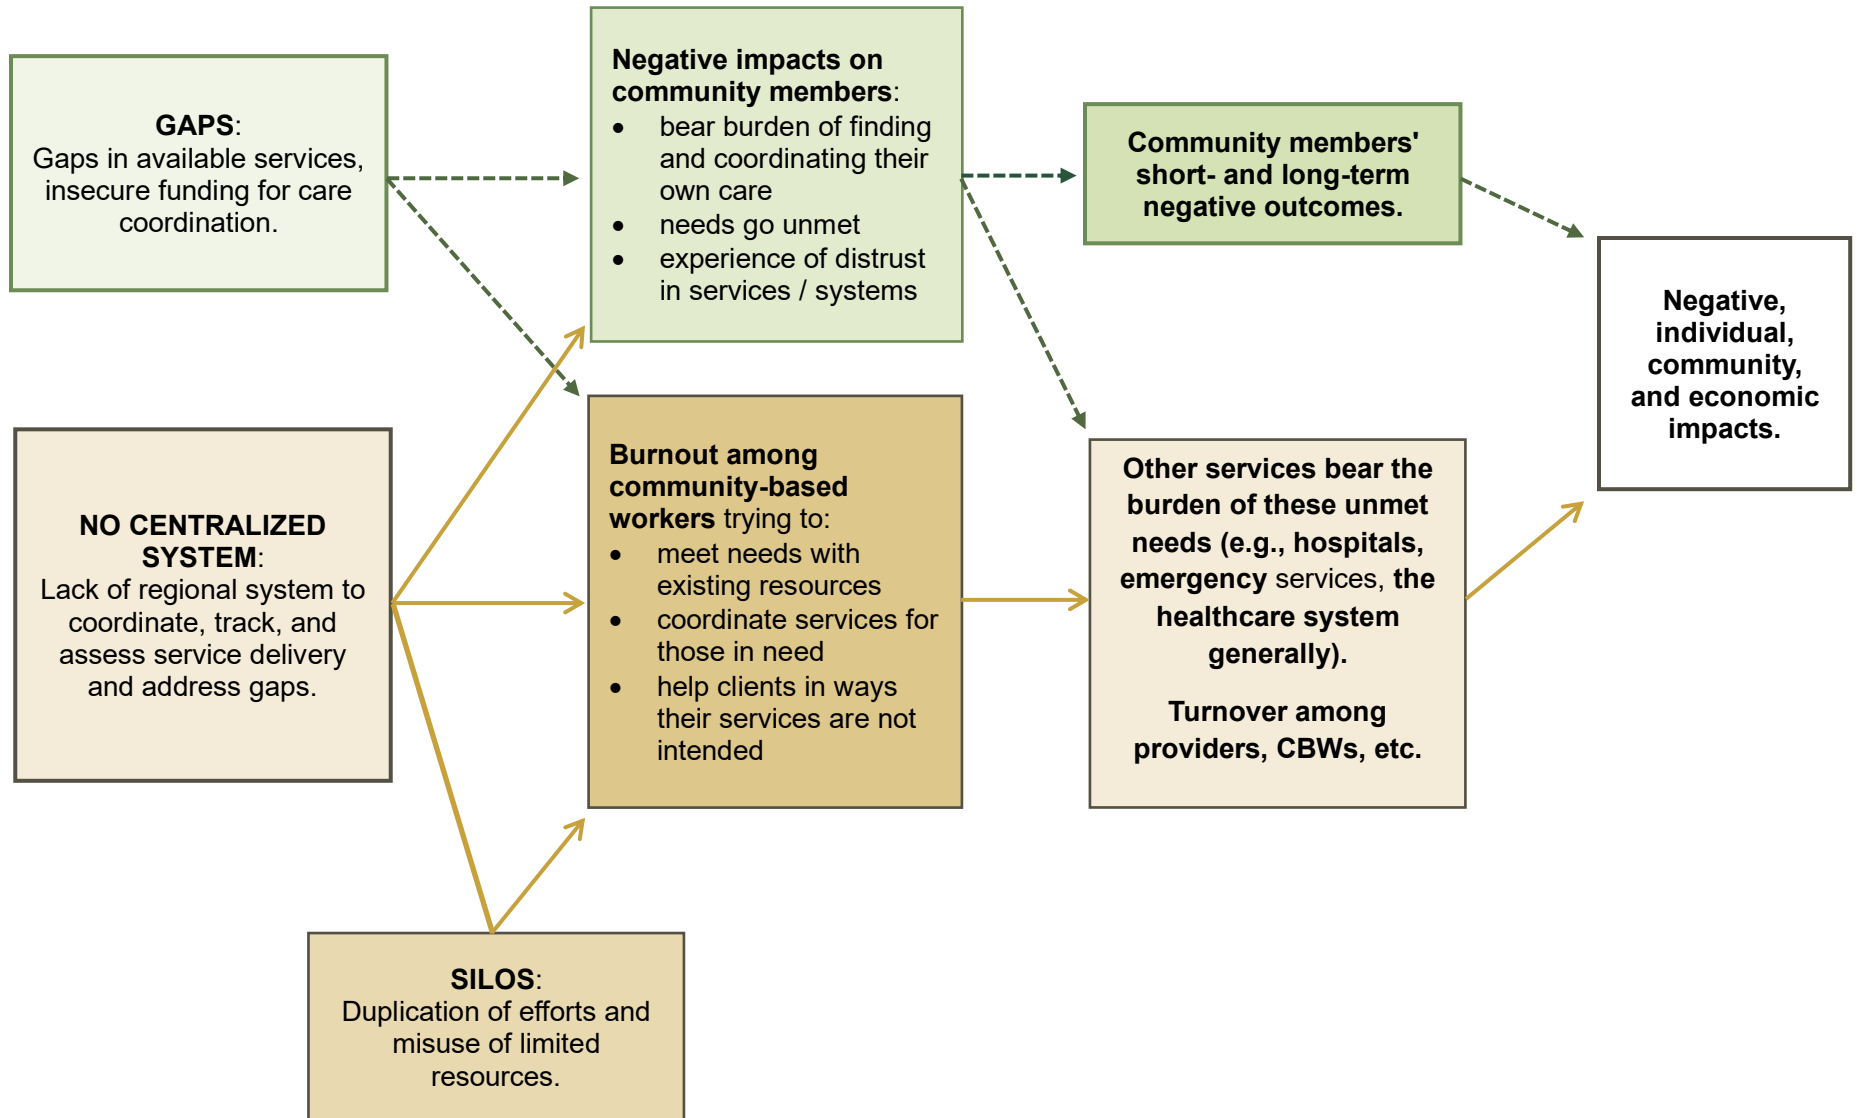 GAPS:
Gaps in available services,
insecure funding for care
coordination.
NO CENTRALIZED
SYSTEM:
Lack of regional system to
coordinate, track, and
assess service delivery
and address gaps.
SILOS:
Duplication of efforts and
misuse of limited
resources.
Negative impacts on
community members:
• bear burden of finding
and coordinating their
own care
• needs go unmet
• experience of distrust
in services / systems
Burnout among
community-based
workers trying to:
• meet needs with
existing resources
• coordinate services for
those in need
• help clients in ways
their services are not
intended
Community members'
short- and long-term
negative outcomes.
Other services bear the
burden of these unmet
needs (e.g., hospitals,
emergency services, the
healthcare system
generally).
Turnover among
providers, CBWs, etc.
Negative,
individual,
community,
and economic
impacts.